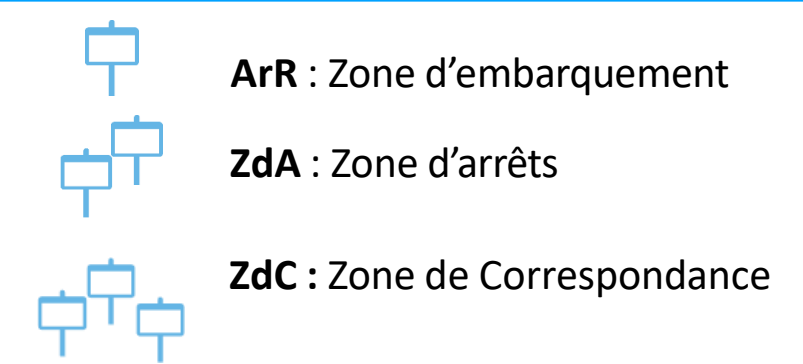 ArR : Zone d’embarquement
ZdA : Zone d’arrêts
ZdC : Zone de Correspondance